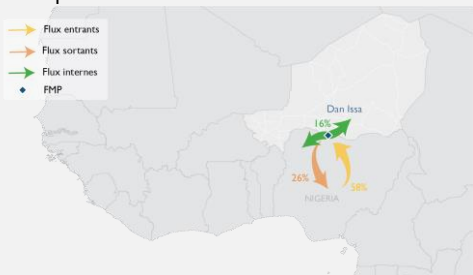 Flux entrants
Flux sortants
Flux internes
FMP
Dan Issa
16%
26%
58%
NIGERIA